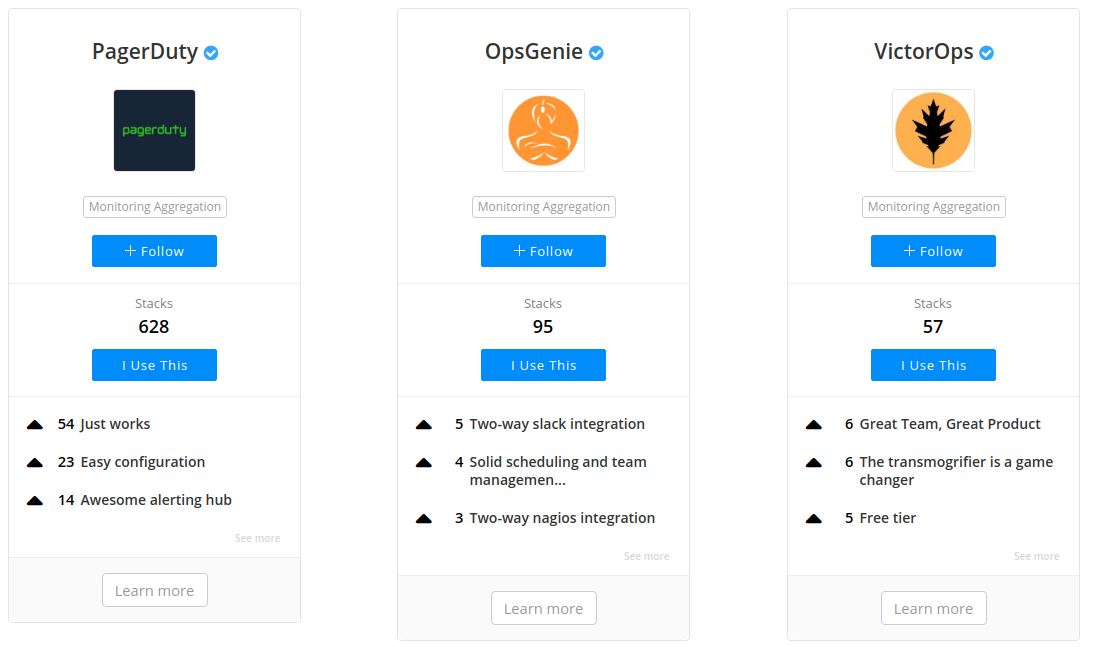 PagerDuty
pagerduty
Monitoring Aggregation
+ Follow
Stacks
628
I Use This
54 Just works
23 Easy configuration
14 Awesome alerting hub
See more
Learn more
OpsGenie
Monitoring Aggregation
+ Follow
Stacks
95
I Use This
5 Two-way slack integration
4 Solid scheduling and team
managemen...
3 Two-way nagios integration
See more
Learn more
VictorOps
Monitoring Aggregation
+ Follow
Stacks
57
I Use This
6 Great Team, Great Product
6 The transmogrifier is a game
changer
5 Free tier
See more
Learn more